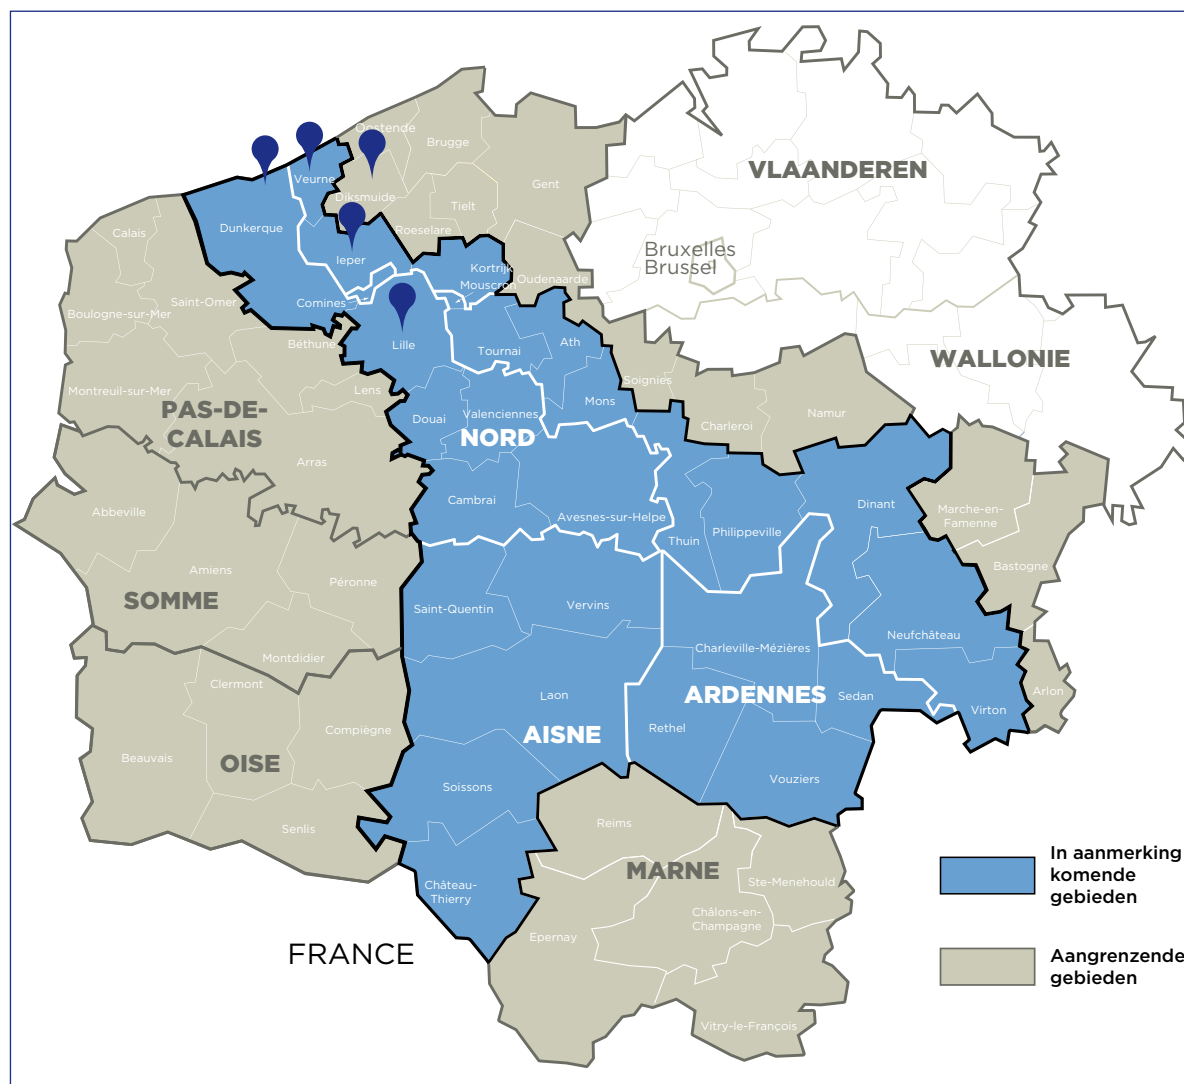 Oostende
Brugge
VLAANDEREN
Veurne
Gent
Diksmuide
Tielt
Calais
Dunkerque
Roeselare
Bruxelles
Brussel
Ieper
Kortrijk
Mouscron
Oudenaarde
Saint-Omer
Comines
Boulogne-sur-Mer
Béthune
Lille
Tournai
Ath
WALLONIE
Soignies
Montreuil-sur-Mer
Lens
Mons
PAS-DE-
CALAIS
Douai
Valenciennes
NORD
Charleroi
Namur
Arras
Abbeville
Cambrai
Avesnes-sur-Helpe
Dinant
Marche-en-
Famenne
Thuin
Philippeville
Amiens
Péronne
Bastogne
SOMME
Saint-Quentin
Vervins
Neufchâteau
Montdidier
Charleville-Mézières
Clermont
Laon
ARDENNES
Sedan
Arlon
Virton
Compiègne
Rethel
AISNE
Beauvais
OISE
Soissons
Vouziers
Senlis
Reims
MARNE
Château-
Thierry
Ste-Menehould
Châlons-en-
Champagne
Epernay
FRANCE
Vitry-le-François
In aanmerking
komende
gebieden
Aangrenzende
gebieden